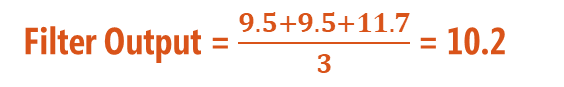 Filter Output = 9.5+9.5+11.7 / 3 = 10.2